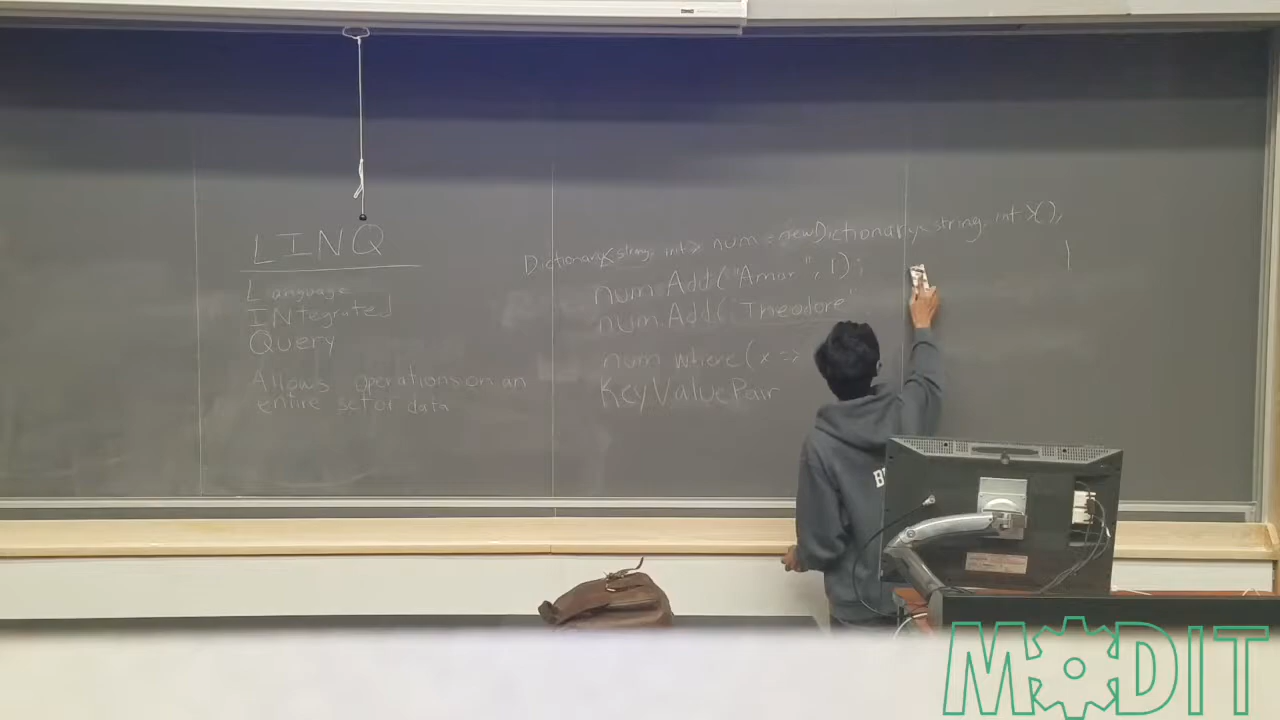 LINQ
Language
INtegrated
Query
Allows operations on an
entire set of data
Dictionary<string, int> num = new Dictionary<string, int>(),
num.Add("Amar", 1);
num.Add("Theodore"
num where (x =>
KeyValuePair
MODIT